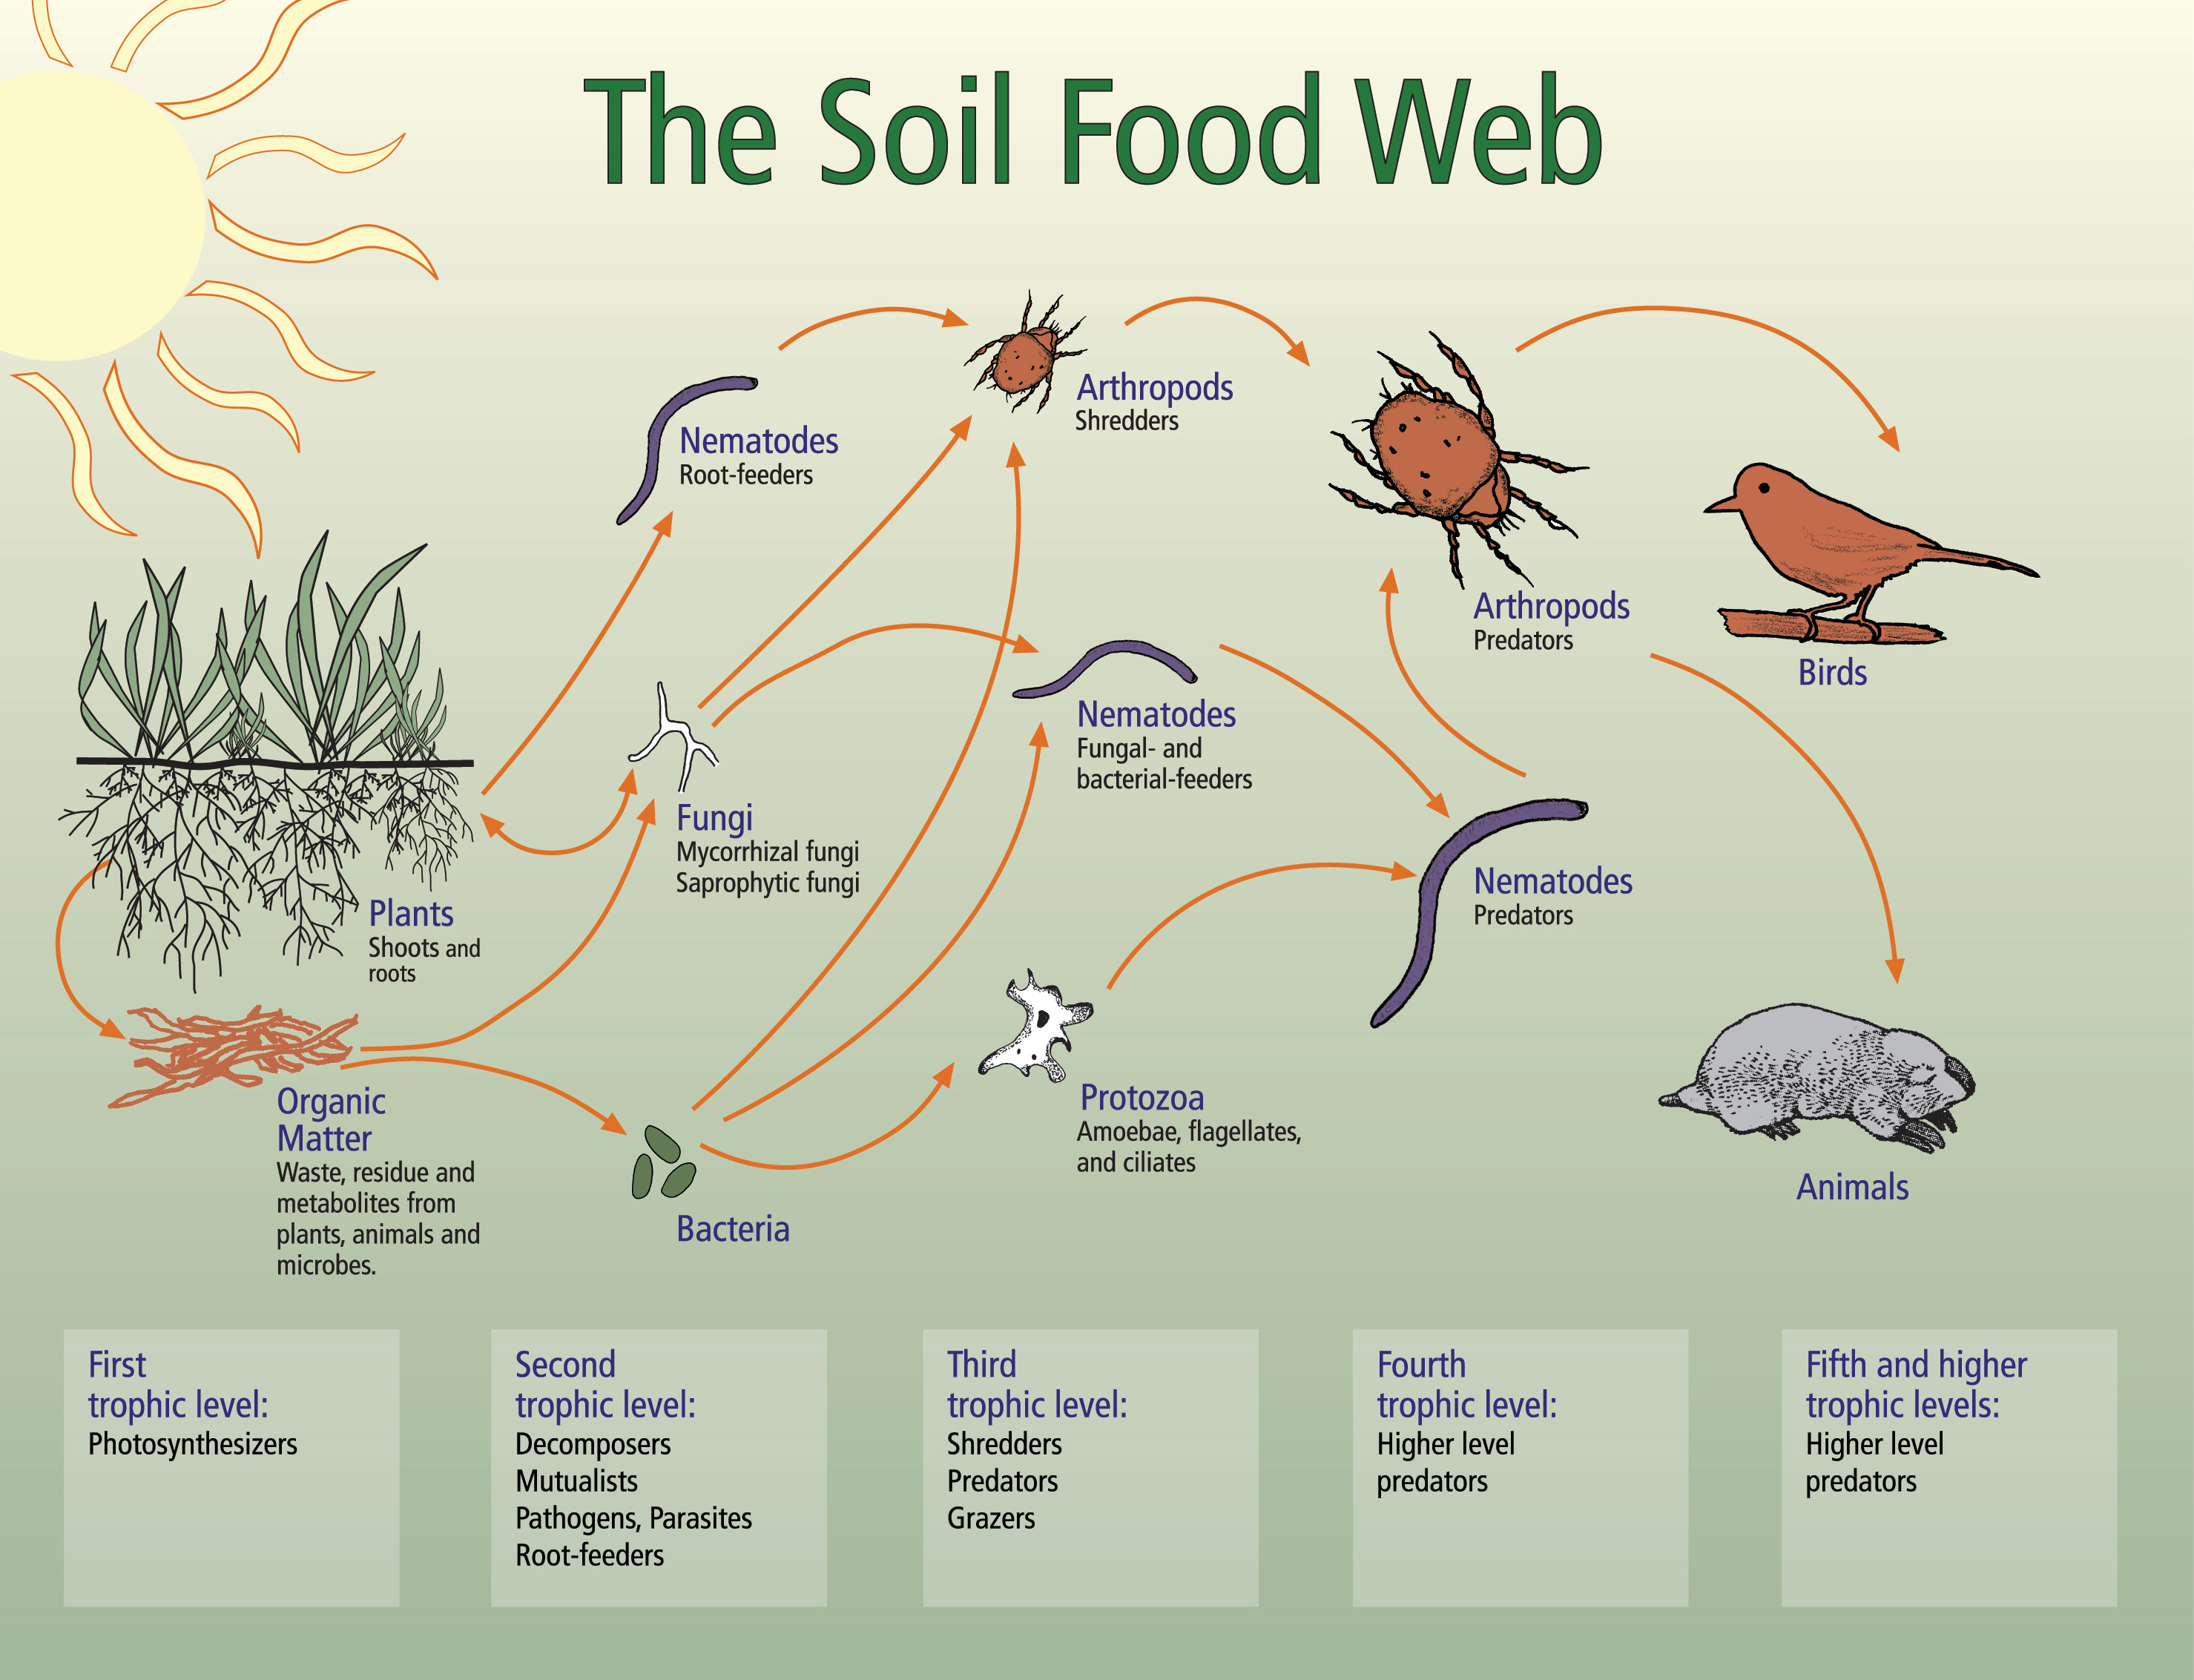 The Soil Food Web
Arthropods
Shredders
Nematodes
Root-feeders
Arthropods
Predators
Birds
Nematodes
Fungal- and
bacterial-feeders
Fungi
Mycorrhizal fungi
Saprophytic fungi
Nematodes
Predators
Plants
Shoots and
roots
Organic
Matter
Waste, residue and
metabolites from
plants, animals and
microbes.
Bacteria
Protozoa
Amoebae, flagellates,
and ciliates
Animals
First
trophic level:
Photosynthesizers
Second
trophic level:
Decomposers
Mutualists
Pathogens, Parasites
Root-feeders
Third
trophic level:
Shredders
Predators
Grazers
Fourth
trophic level:
Higher level
predators
Fifth and higher
trophic levels:
Higher level
predators